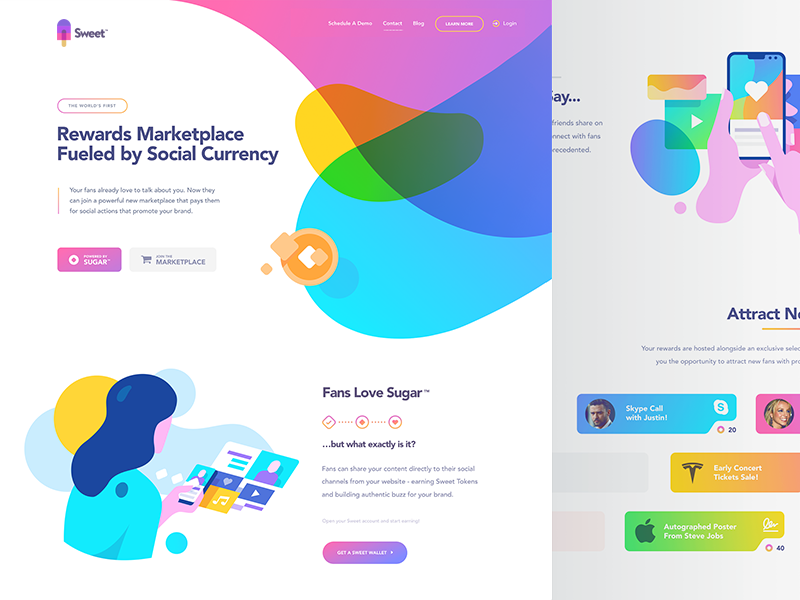 Sweet™
Schedule A Demo
Contact
Blog
LEARN MORE
Login
THE WORLD'S FIRST
Rewards Marketplace
Fueled by Social Currency
Your fans already love to talk about you. Now they
can join a powerful new marketplace that pays them
for social actions that promote your brand.
POWERED BY
SUGAR™
JOIN THE
MARKETPLACE
Fans Love Sugar™
...but what exactly is it?
Fans can share your content directly to their social
channels from your website - earning Sweet Tokens
and building authentic buzz for your brand.
Open your Sweet account and start earning!
GET A SWEET WALLET
Say...
friends share on
onnect with fans
recedented.
Attract Ne
Your rewards are hosted alongside an exclusive selec
you the opportunity to attract new fans with pro
Skype Call
with Justin!
S
20
Early Concert
Tickets Sale!
Autographed Poster
From Steve Jobs
40